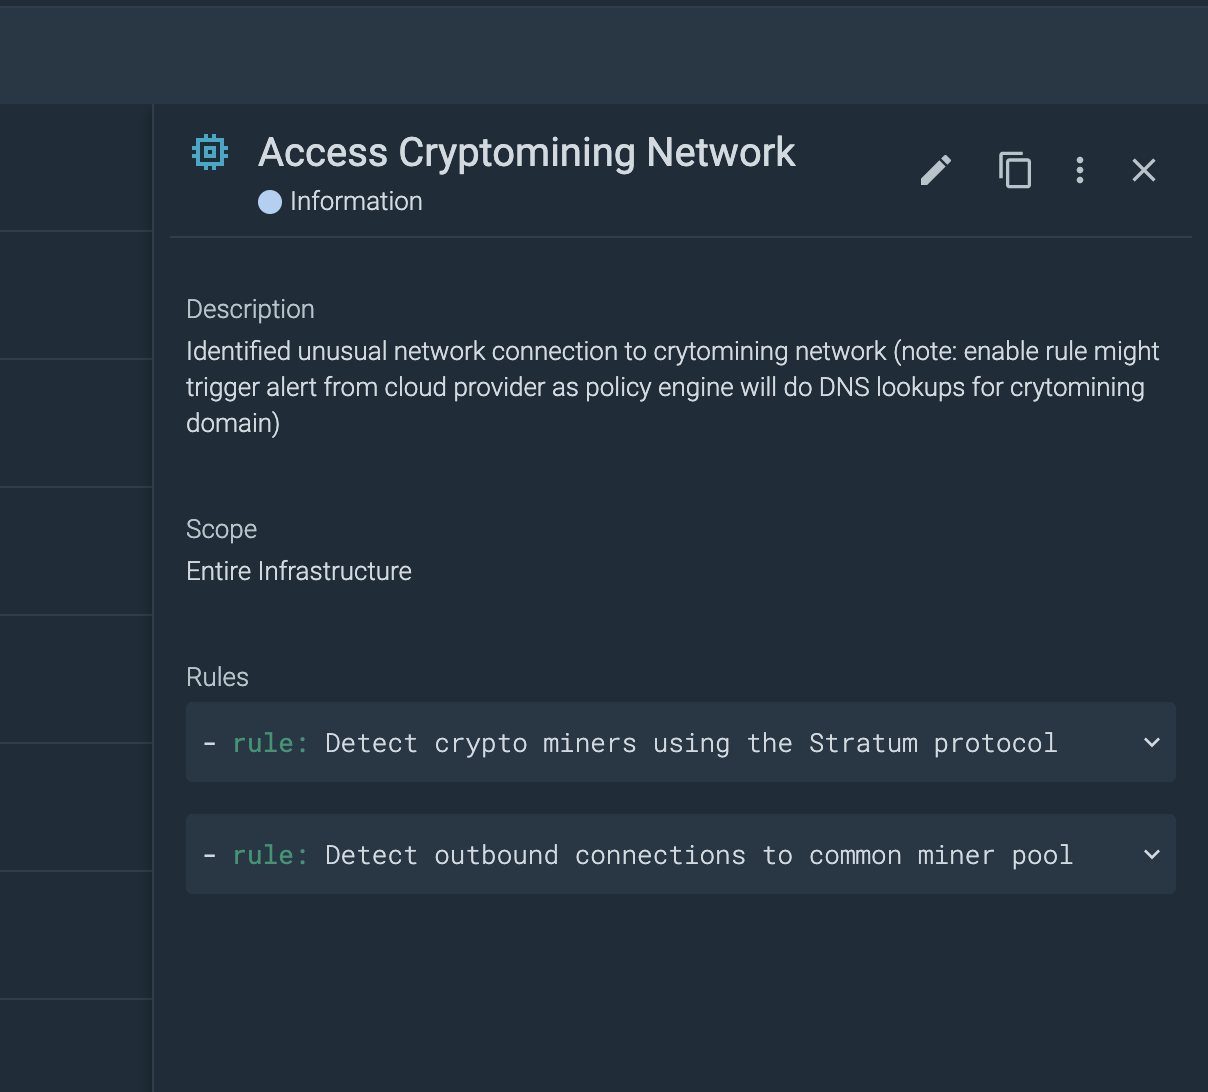 Access Cryptomining Network
Information
Description
Identified unusual network connection to crytomining network (note: enable rule might
trigger alert from cloud provider as policy engine will do DNS lookups for crytomining
domain)
Scope
Entire Infrastructure
Rules
- rule: Detect crypto miners using the Stratum protocol
- rule: Detect outbound connections to common miner pool